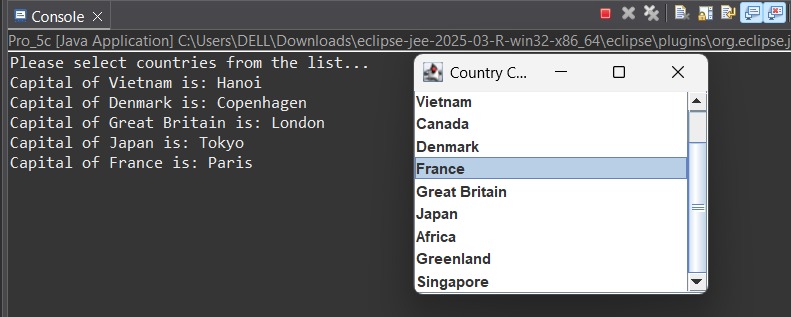 Console
Pro_5c [Java Application] C:\Users\DELL\Downloads\eclipse-jee-2025-03-R-win32-x86_64\eclipse\plugins\org.eclipse.j
Please select countries from the list...
Capital of Vietnam is: Hanoi
Capital of Denmark is: Copenhagen
Capital of Great Britain is: London
Capital of Japan is: Tokyo
Capital of France is: Paris
Country C...
Vietnam
Canada
Denmark
France
Great Britain
Japan
Africa
Greenland
Singapore